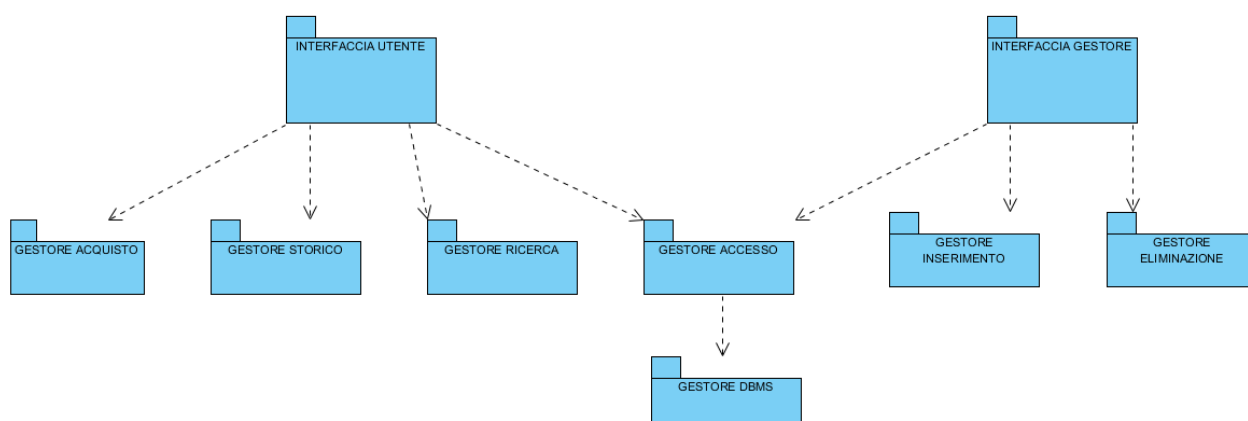 INTERFACCIA UTENTE
INTERFACCIA GESTORE
GESTORE ACQUISTO
GESTORE STORICO
GESTORE RICERCA
GESTORE ACCESSO
GESTORE
INSERIMENTO
GESTORE
ELIMINAZIONE
GESTORE DBMS